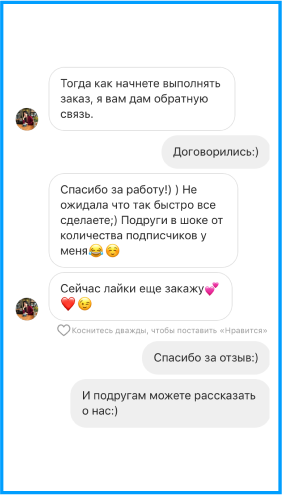 Тогда как начнете выполнять
заказ, я вам дам обратную
связь.
Договорились:)
Спасибо за работу!) ) Не
ожидала что так быстро все
сделаете;) Подруги в шоке от
количества подписчиков у
меня😂☺️
Сейчас лайки еще закажу💕
❤️😉
Коснитесь дважды, чтобы поставить «Нравится»
Спасибо за отзыв:)
И подругам можете рассказать
о нас:)